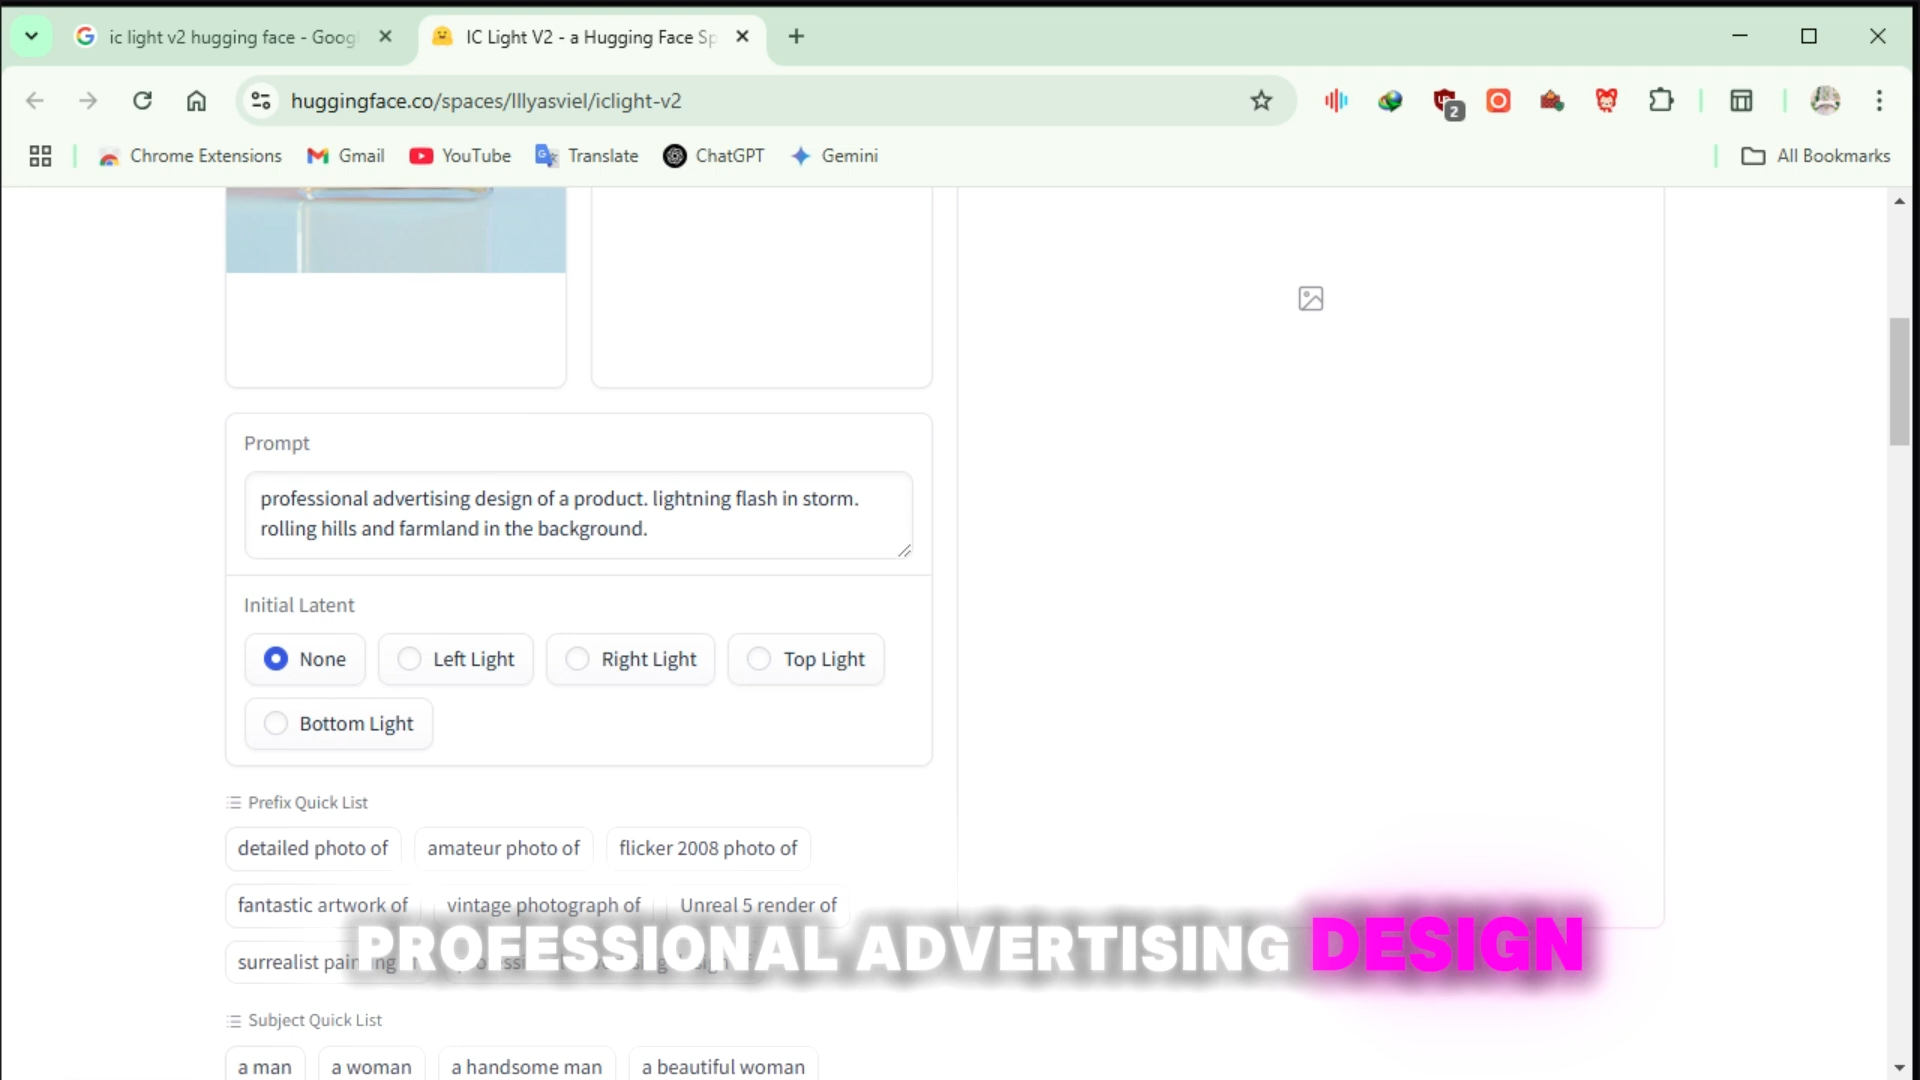 ic light v2 hugging face - Goog
IC Light V2 - a Hugging Face Sp
huggingface.co/spaces/lllyasviel/iclight-v2
2
Chrome Extensions
Gmail
YouTube
Translate
ChatGPT
Gemini
All Bookmarks
Prompt
professional advertising design of a product. lightning flash in storm.
rolling hills and farmland in the background.
Initial Latent
None
Left Light
Right Light
Top Light
Bottom Light
Prefix Quick List
detailed photo of
amateur photo of
flicker 2008 photo of
fantastic artwork of
vintage photograph of
Unreal 5 render of
surrealist
PROFESSIONAL ADVERTISING DESIGN
Subject Quick List
a man
a woman
a handsome man
a beautiful woman